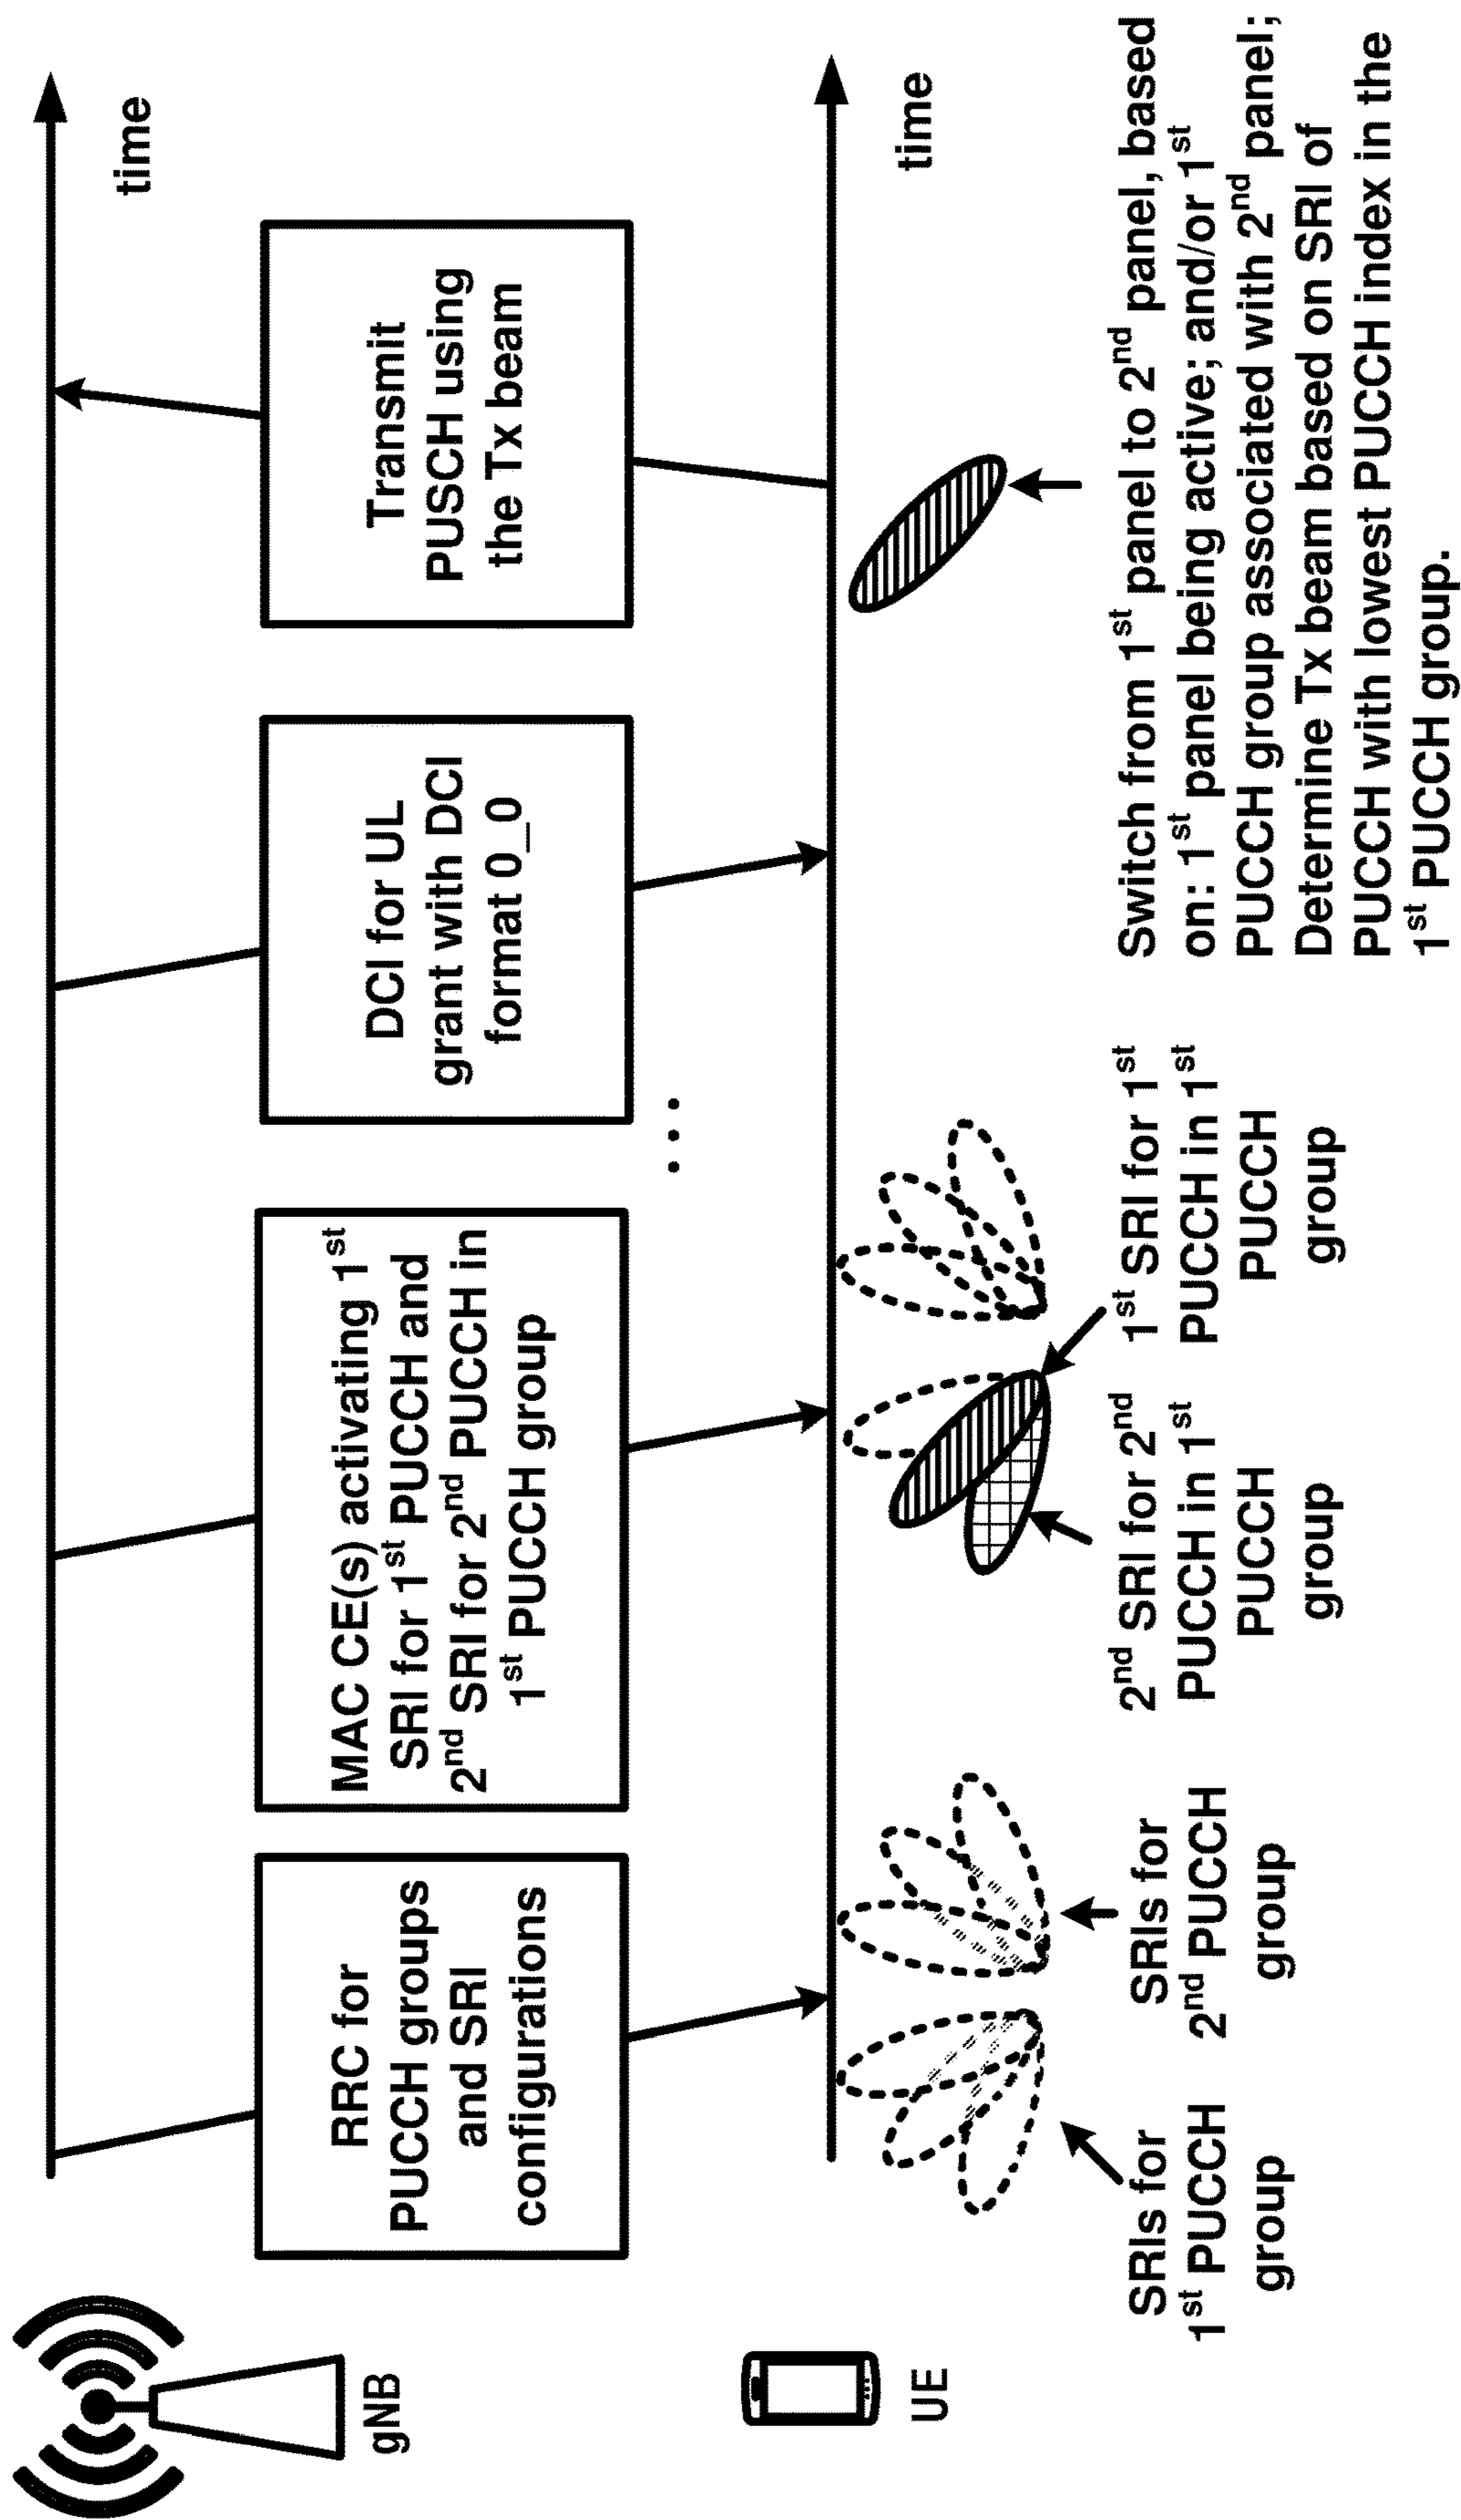 gNB
time
RRC for
PUCCH groups
and SRI
configurations
MAC CE(s) activating 1st
SRI for 1st PUCCH and
2nd SRI for 2nd PUCCH in
1st PUCCH group
...
DCI for UL
grant with DCI
format 0_0
Transmit
PUSCH using
the Tx beam
UE
time
SRIs for
1st PUCCH
group
SRIs for
2nd PUCCH
group
2nd SRI for 2nd
PUCCH in 1st
PUCCH
group
1st SRI for 1st
PUCCH in 1st
PUCCH
group
Switch from 1st panel to 2nd panel, based
on: 1st panel being active; and/or 1st
PUCCH group associated with 2nd panel;
Determine Tx beam based on SRI of
PUCCH with lowest PUCCH index in the
1st PUCCH group.